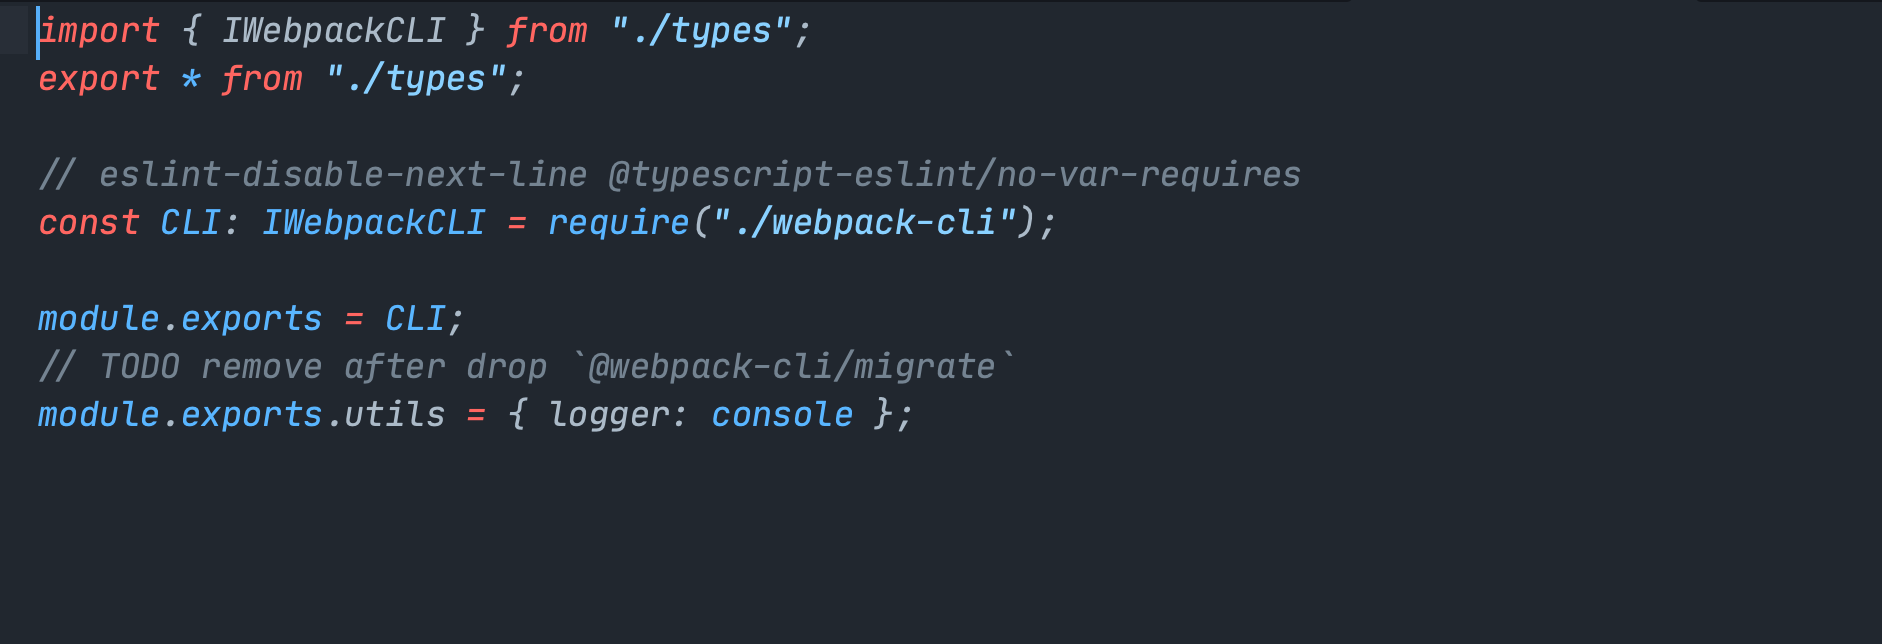 import { IWebpackCLI } from "./types";
export * from "./types";
// eslint-disable-next-line @typescript-eslint/no-var-requires
const CLI: IWebpackCLI = require("./webpack-cli");
module.exports = CLI;
// TODO remove after drop `@webpack-cli/migrate`
module.exports.utils = { logger: console };